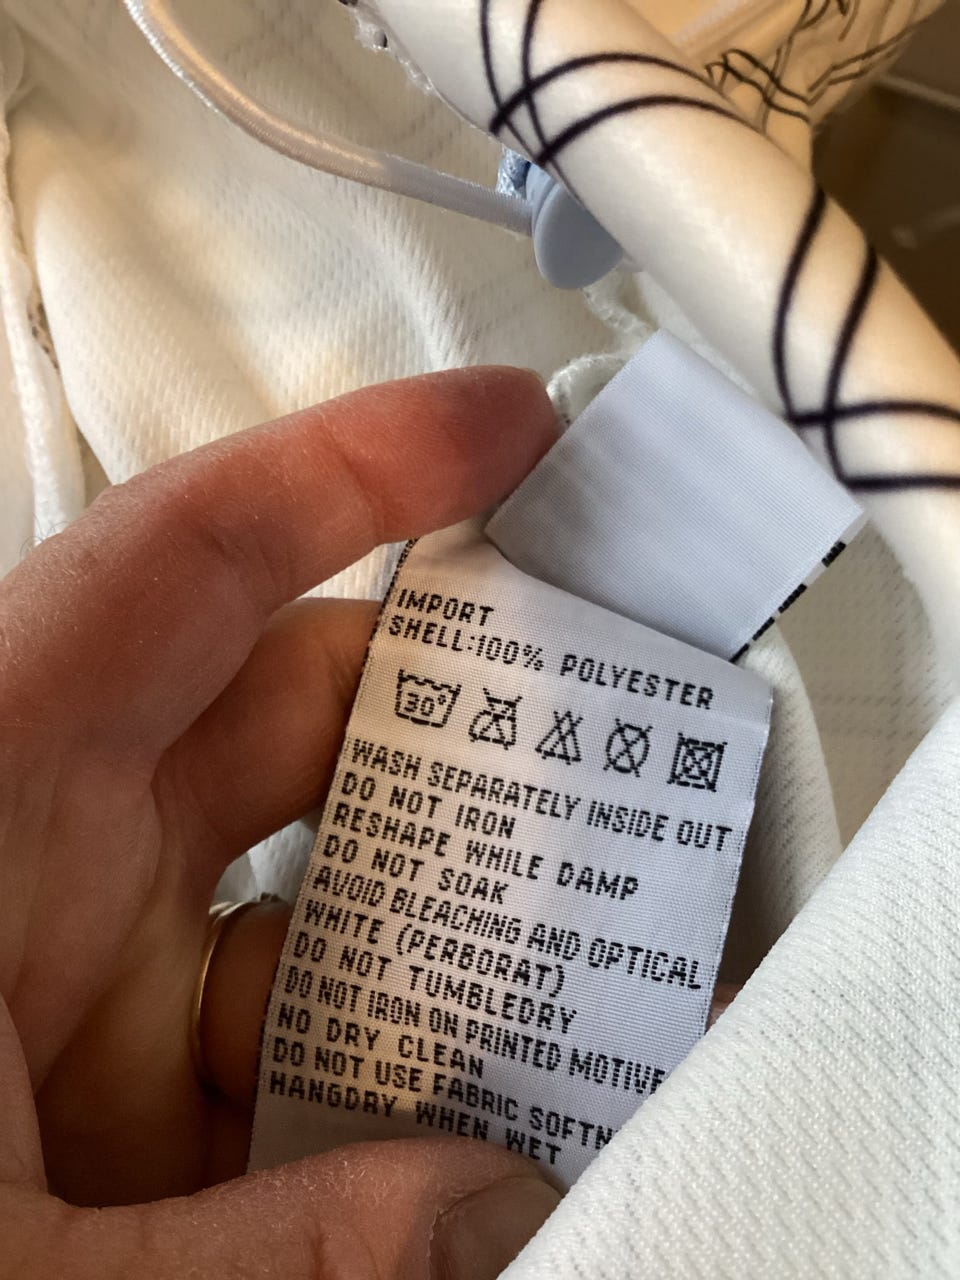 IMPORT
SHELL:100% POLYESTER
30°
WASH SEPARATELY INSIDE OUT
DO NOT IRON
RESHAPE WHILE DAMP
DO NOT SOAK
AVOID BLEACHING AND OPTICAL
WHITE (PERBORAT)
DO NOT TUMBLEDRY
DO NOT IRON ON PRINTED MOTIVE
NO DRY CLEAN
DO NOT USE FABRIC SOFTN
HANGDRY WHEN WET